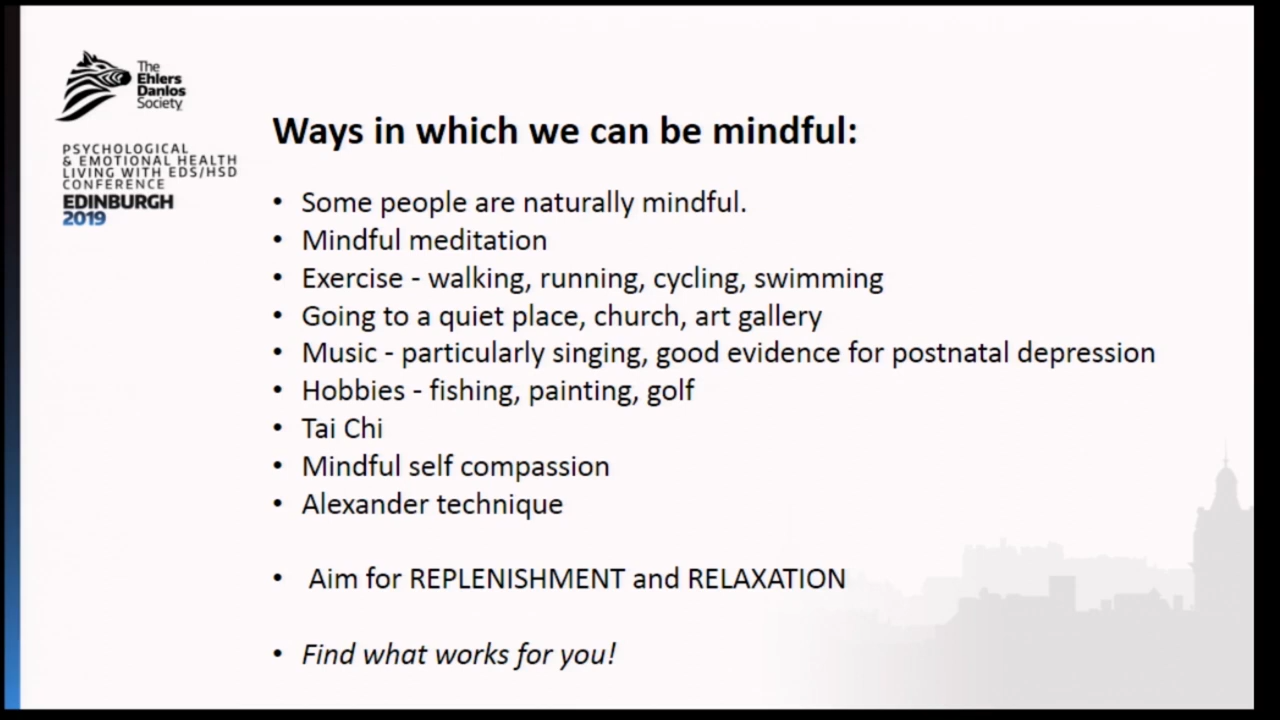 The
Ehlers
Danlos
Society
PSYCHOLOGICAL
& EMOTIONAL HEALTH
LIVING WITH EDS/HSD
CONFERENCE
EDINBURGH
2019
Ways in which we can be mindful:
• Some people are naturally mindful.
• Mindful meditation
• Exercise - walking, running, cycling, swimming
• Going to a quiet place, church, art gallery
• Music - particularly singing, good evidence for postnatal depression
• Hobbies - fishing, painting, golf
• Tai Chi
• Mindful self compassion
• Alexander technique
• Aim for REPLENISHMENT and RELAXATION
• Find what works for you!